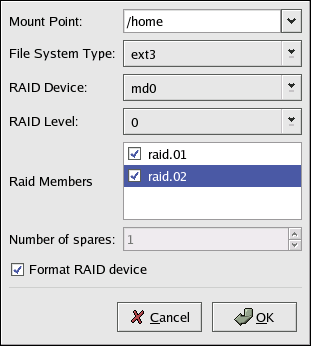 Mount Point: /home
File System Type: ext3
RAID Device: md0
RAID Level: 0
raid.01
Raid Members raid.02
Number of spares: 1
Format RAID device
Cancel OK